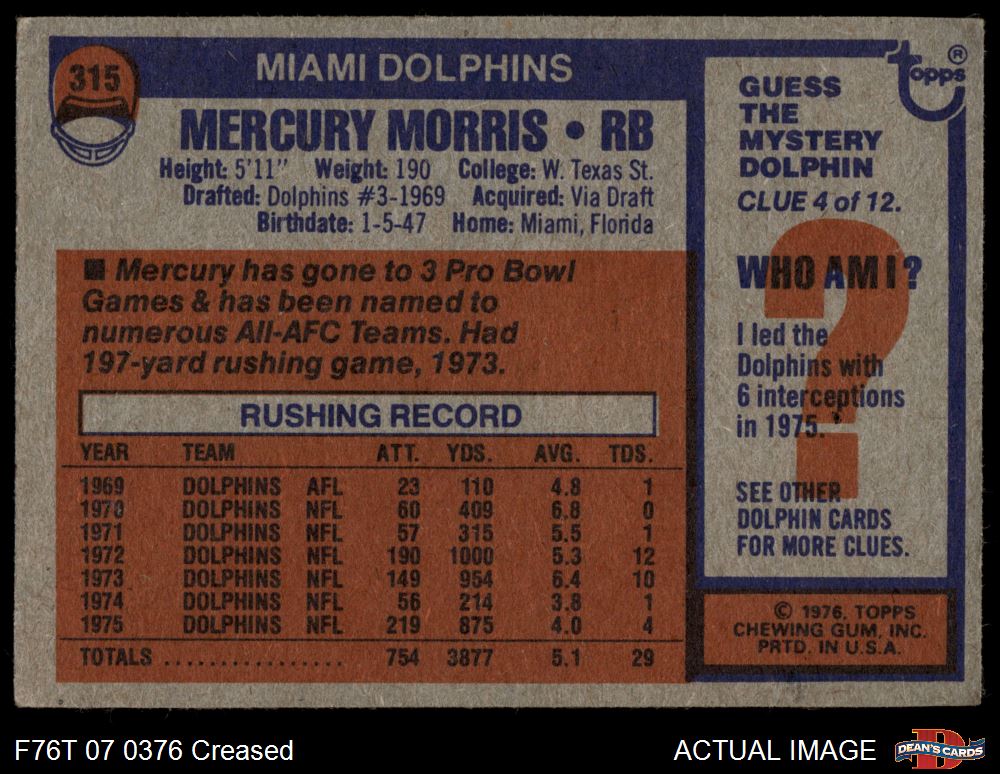 315
MIAMI DOLPHINS
MERCURY MORRIS • RB
Height: 5'11" Weight: 190 College: W. Texas St.
Drafted: Dolphins #3-1969 Acquired: Via Draft
Birthdate: 1-5-47 Home: Miami, Florida
■ Mercury has gone to 3 Pro Bowl
Games & has been named to
numerous All-AFC Teams. Had
197-yard rushing game, 1973.
RUSHING RECORD
YEAR TEAM ATT. YDS. AVG. TDS.
1969 DOLPHINS AFL 23 110 4.8 1
1970 DOLPHINS NFL 60 409 6.8 0
1971 DOLPHINS NFL 57 315 5.5 1
1972 DOLPHINS NFL 190 1000 5.3 12
1973 DOLPHINS NFL 149 954 6.4 10
1974 DOLPHINS NFL 56 214 3.8 1
1975 DOLPHINS NFL 219 875 4.0 4
TOTALS ................ 754 3877 5.1 29
topps ®
GUESS
THE
MYSTERY
DOLPHIN
CLUE 4 of 12.
?
WHO AM I?
I led the
Dolphins with
6 interceptions
in 1975.
SEE OTHER
DOLPHIN CARDS
FOR MORE CLUES.
© 1976, TOPPS
CHEWING GUM, INC.
PRTD. IN U.S.A.
F76T 07 0376 Creased
ACTUAL IMAGE
D
DEAN'S CARDS